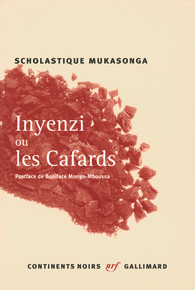 SCHOLASTIQUE MUKASONGA
Inyenzi
ou
les Cafards
Postface de Boniface Mongo-Mboussa
CONTINENTS NOIRS nrf GALLIMARD